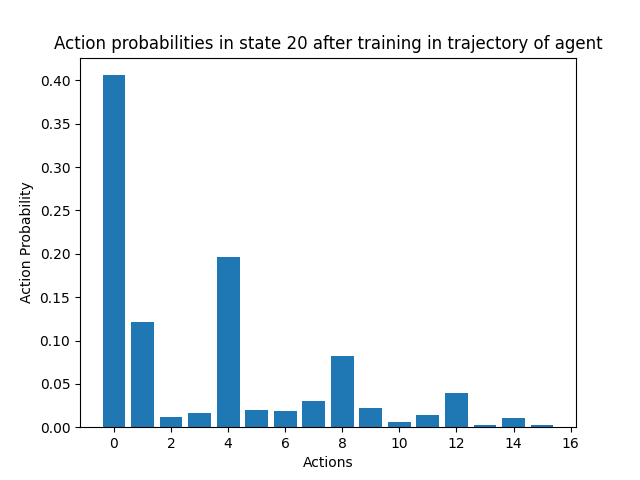 Action probabilities in state 20 after training in trajectory of agent
0.40
0.35
0.30
0.25
0.20
0.15
0.10
0.05
0.00
Action Probability
0 2 4 6 8 10 12 14 16
Actions